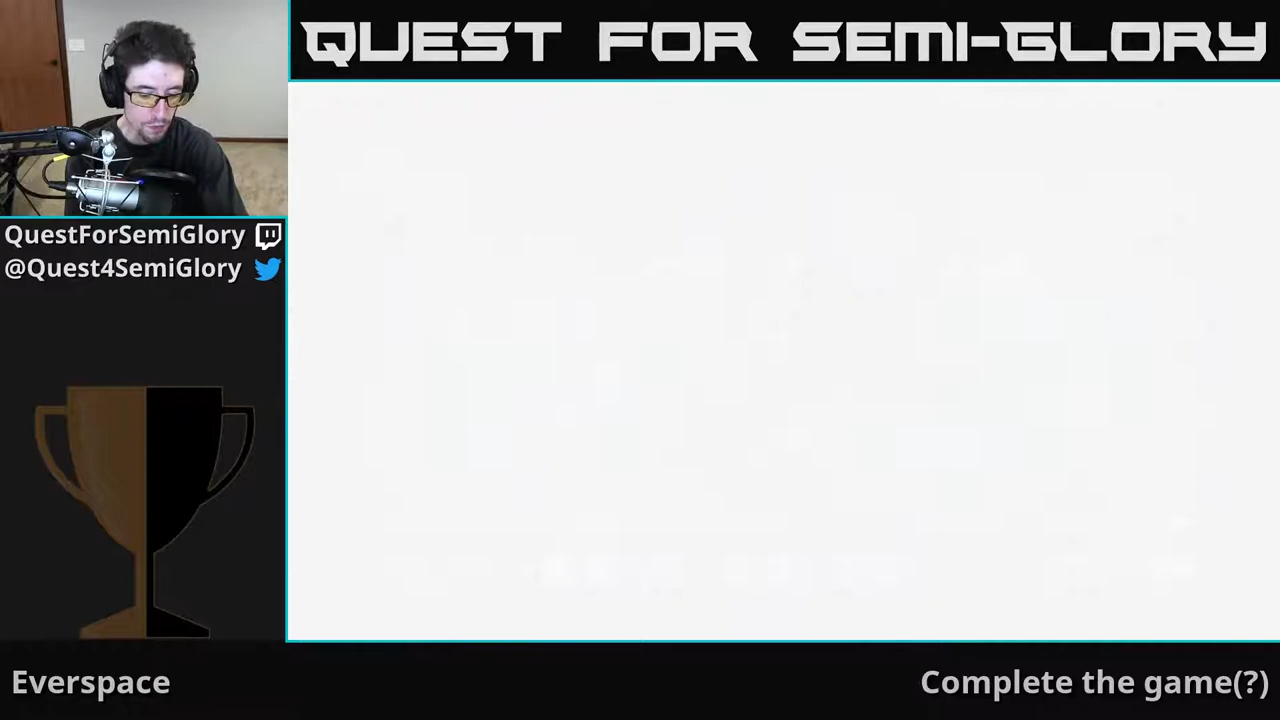 QUEST FOR SEMI-GLORY
QuestForSemiGlory
@Quest4SemiGlory
Everspace
Complete the game(?)